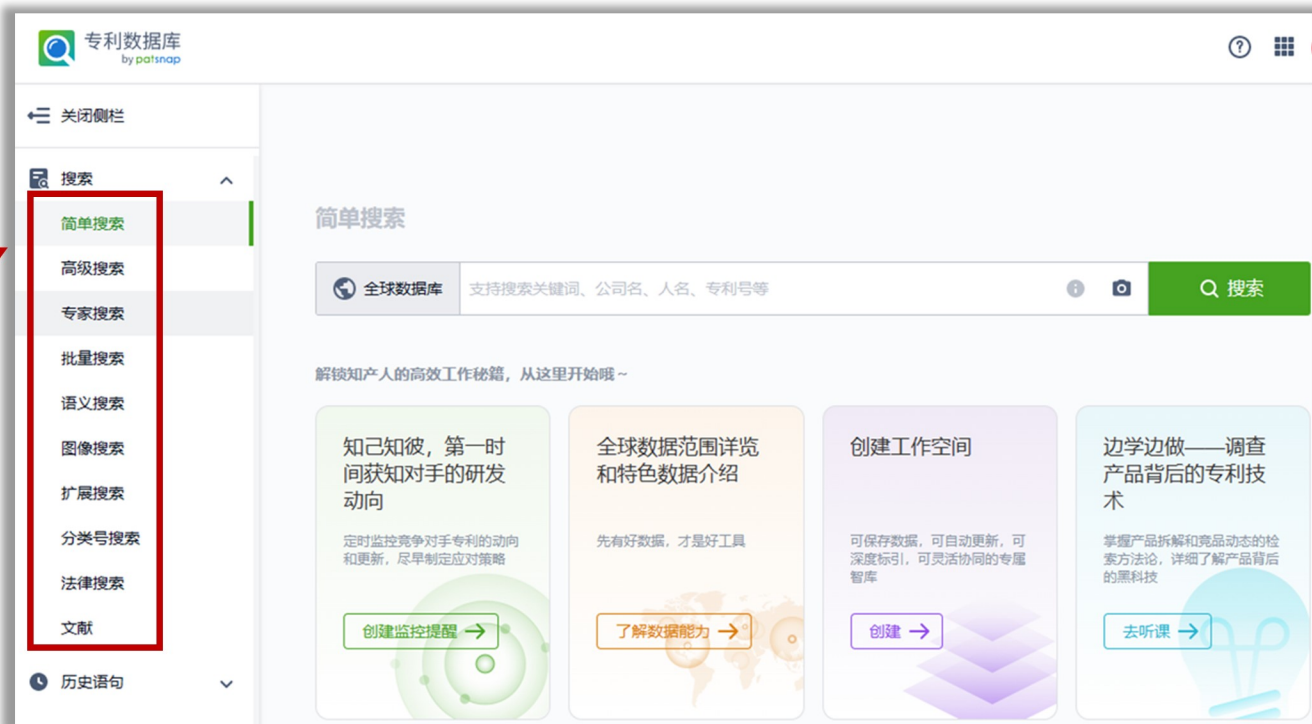 专利数据库
by patsnap
关闭侧栏
搜索
简单搜索
高级搜索
专家搜索
批量搜索
语义搜索
图像搜索
扩展搜索
分类号搜索
法律搜索
文献
历史语句
简单搜索
全球数据库 支持搜索关键词、公司名、人名、专利号等 搜索
解锁知产人的高效工作秘籍，从这里开始哦~
知己知彼，第一时
间获知对手的研发
动向
定时监控竞争对手专利的动向
和更新，尽早制定应对策略
创建监控提醒 →
全球数据范围详览
和特色数据介绍
先有好数据，才是好工具
了解数据能力 →
创建工作空间
可保存数据，可自动更新，可
深度标引，可灵活协同的专属
智库
创建 →
边学边做——调查
产品背后的专利技
术
掌握产品拆解和竞品动态的检
索方法论，详细了解产品背后
的黑科技
去听课 →